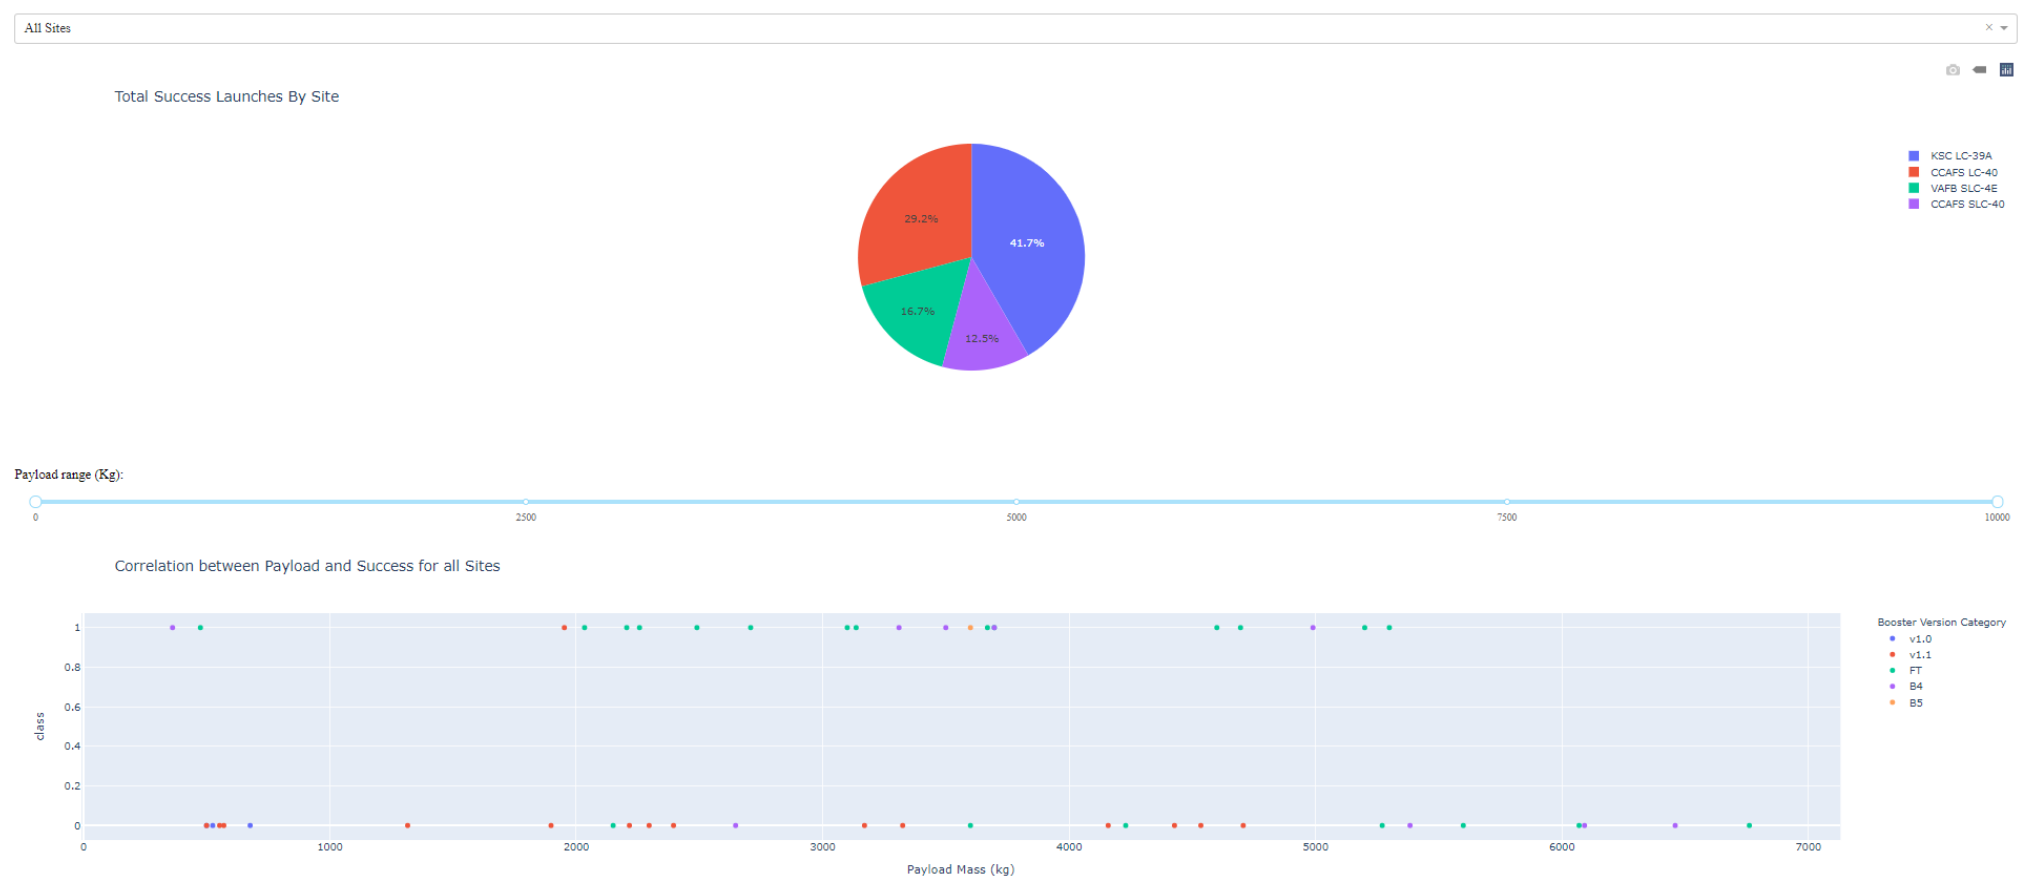 All Sites
Total Success Launches By Site
KSC LC-39A
CCAFS LC-40
VAFB SLC-4E
CCAFS SLC-40
29.2%
41.7%
16.7%
12.5%
Payload range (Kg):
0 2500 5000 7500 10000
Correlation between Payload and Success for all Sites
Booster Version Category
v1.0
v1.1
FT
B4
B5
1
0.8
0.6
0.4
0.2
0
class
0 1000 2000 3000 4000 5000 6000 7000
Payload Mass (kg)